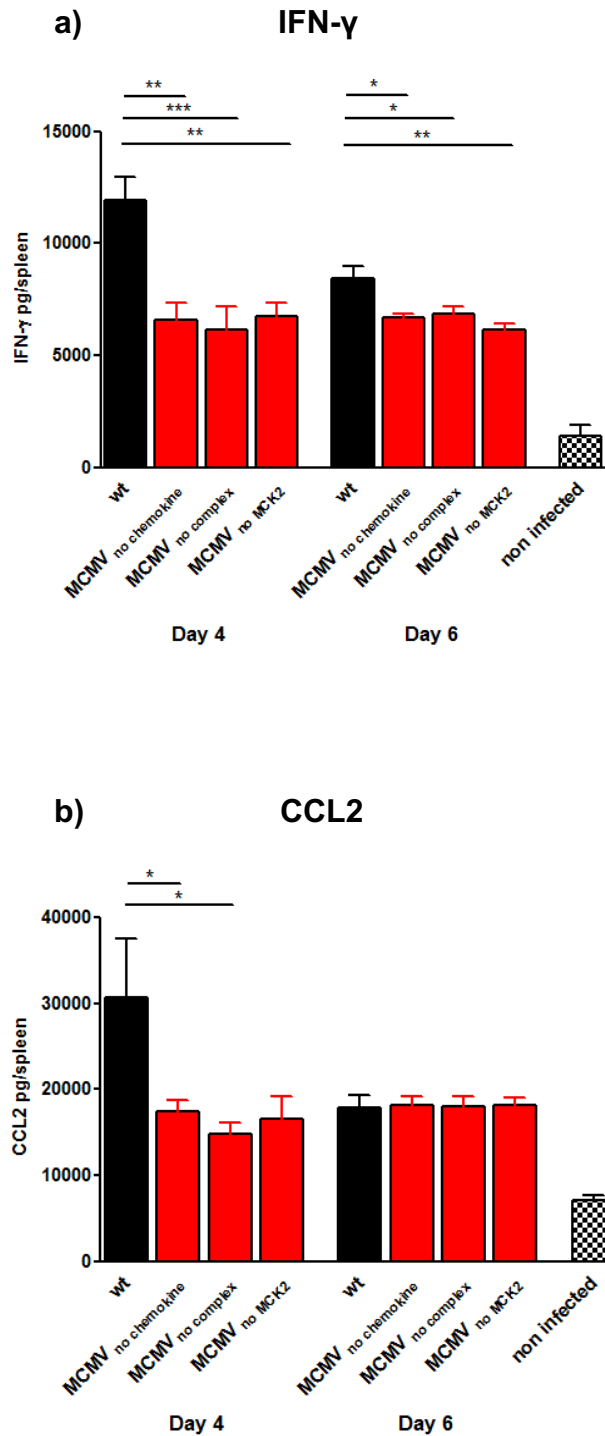 a) IFN-γ
** *
*** *
** **
15000
10000
5000
0
IFN-γ pg/spleen
wt
MCMV no chemokine
MCMV no complex
MCMV no MCK2
wt
MCMV no chemokine
MCMV no complex
MCMV no MCK2
non infected
Day 4 Day 6
b) CCL2
*
*
40000
30000
20000
10000
0
CCL2 pg/spleen
wt
MCMV no chemokine
MCMV no complex
MCMV no MCK2
wt
MCMV no chemokine
MCMV no complex
MCMV no MCK2
non infected
Day 4 Day 6